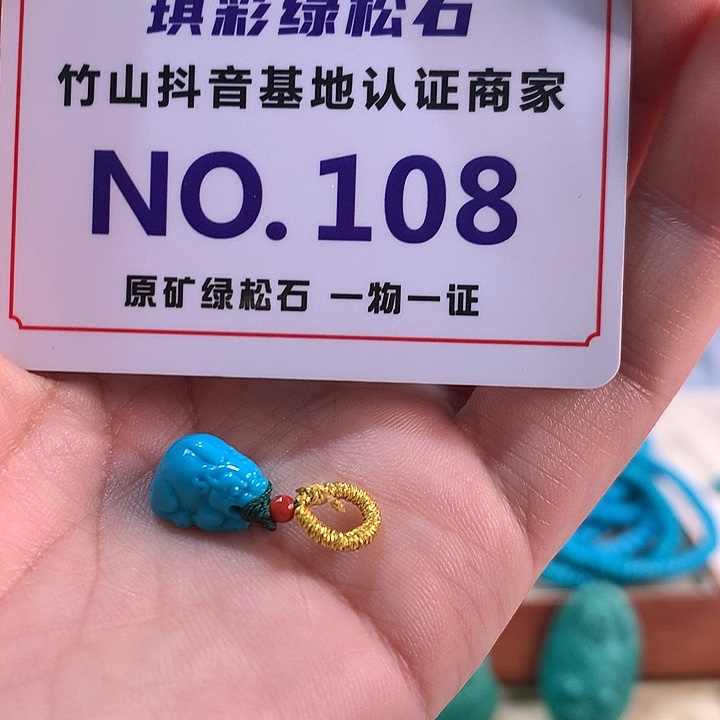 琪彩绿松石
竹山抖音基地认证商家
NO.108
原矿绿松石 一物一证